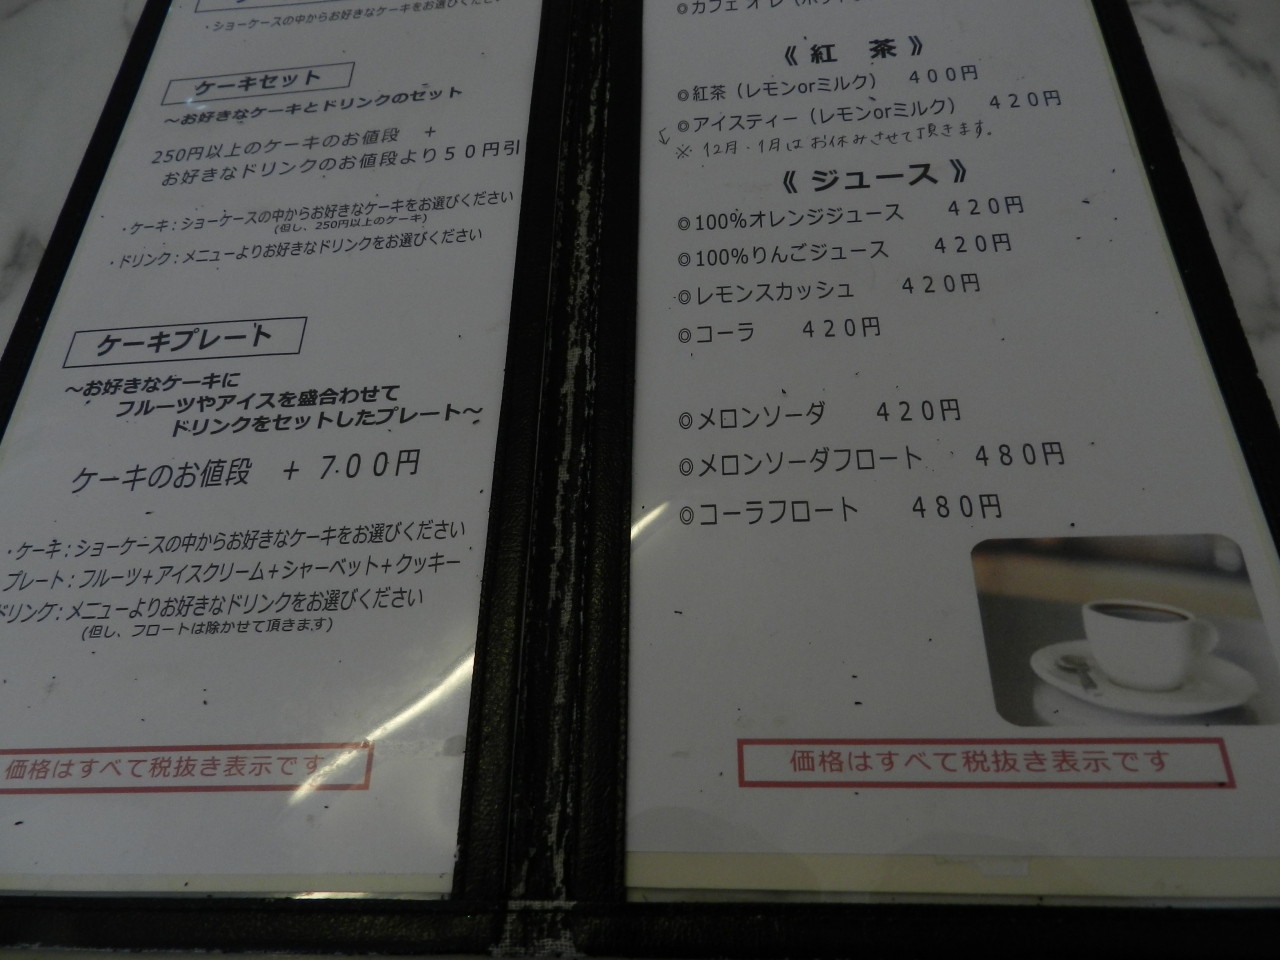 ・ショーケースの中からお好きなケーキをお選びくださ
ケーキセット
～お好きなケーキとドリンクのセット
250円以上のケーキのお値段　+
お好きなドリンクのお値段より５０円引
・ケーキ：ショーケースの中からお好きなケーキをお選びください
(但し、250円以上のケーキ)
・ドリンク：メニューよりお好きなドリンクをお選びください
ケーキプレート
～お好きなケーキに
フルーツやアイスを盛合わせて
ドリンクをセットしたプレート～
ケーキのお値段　+ 7００円
・ケーキ：ショーケースの中からお好きなケーキをお選びください
プレート：フルーツ+アイスクリーム+シャーベット+クッキー
ドリンク：メニューよりお好きなドリンクをお選びください
(但し、フロートは除かせて頂きます)
価格はすべて税抜き表示です
◎カフェオレ
《 紅　茶 》
◎紅茶（レモンorミルク）　４００円
◎アイスティー（レモンorミルク）　４２０円
※ 12月・1月は お休みさせて頂きます。
《 ジュース 》
◎100%オレンジジュース　４２０円
◎100%りんごジュース　４２０円
◎レモンスカッシュ　４２０円
◎コーラ　４２０円
◎メロンソーダ　４２０円
◎メロンソーダフロート　４８０円
◎コーラフロート　４８０円
価格はすべて税抜き表示です